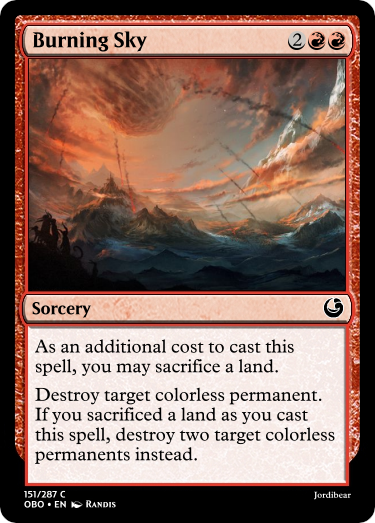 Burning Sky 2
Sorcery
As an additional cost to cast this
spell, you may sacrifice a land.
Destroy target colorless permanent.
If you sacrificed a land as you cast
this spell, destroy two target colorless
permanents instead.
151/287 C
OBO • EN RANDIS
Jordibear